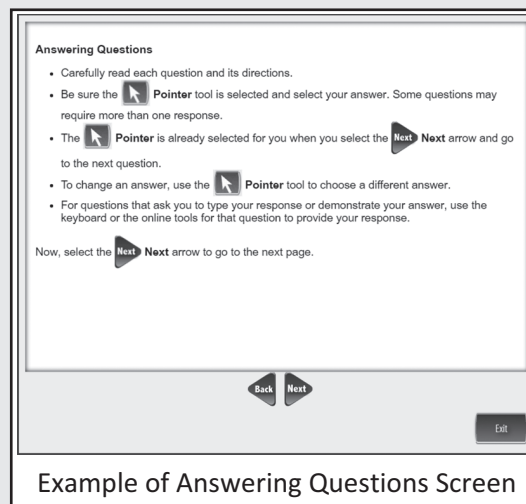 Answering Questions
• Carefully read each question and its directions.
• Be sure the Pointer tool is selected and select your answer. Some questions may
require more than one response.
• The Pointer is already selected for you when you select the Next Next arrow and go
to the next question.
• To change an answer, use the Pointer tool to choose a different answer.
• For questions that ask you to type your response or demonstrate your answer, use the
keyboard or the online tools for that question to provide your response.
Now, select the Next Next arrow to go to the next page.
Back Next
Exit
Example of Answering Questions Screen